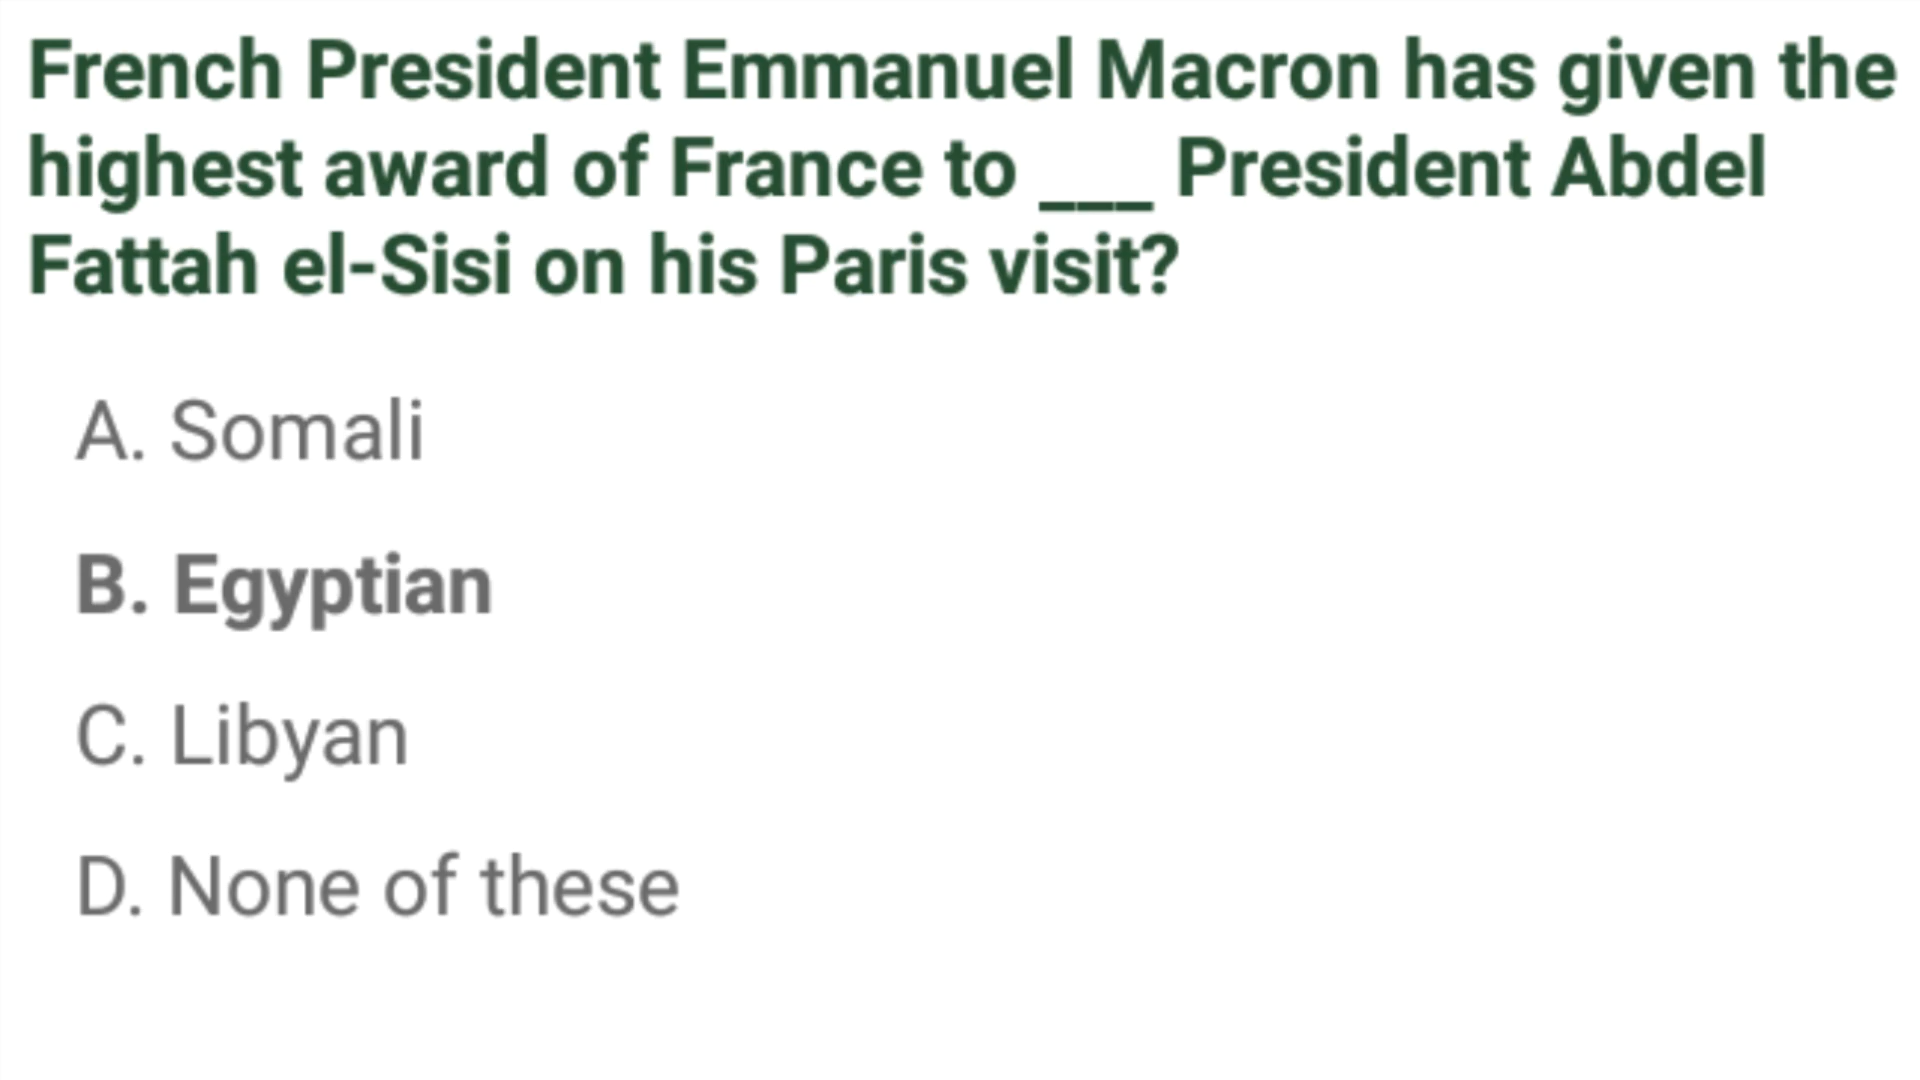 French President Emmanuel Macron has given the
highest award of France to ___ President Abdel
Fattah el-Sisi on his Paris visit?
A. Somali
B. Egyptian
C. Libyan
D. None of these